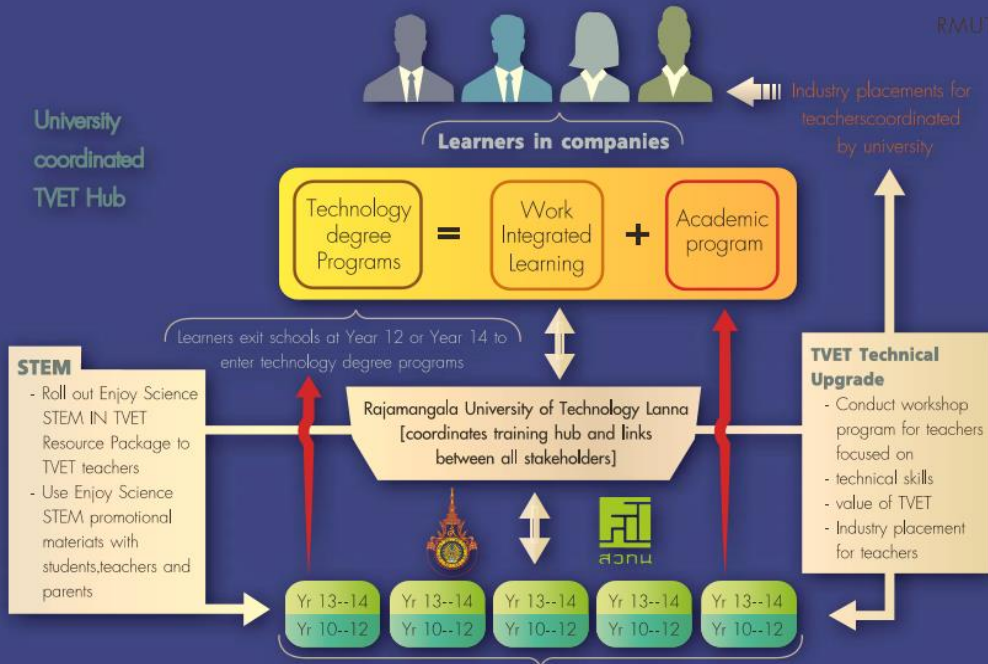 RMUT
University
coordinated
TVET Hub
Industry placements for
teacherscoordinated
by university
Learners in companies
Technology
degree
Programs
=
Work
Integrated
Learning
+
Academic
program
Learners exit schools at Year 12 or Year 14 to
enter technology degree programs
STEM
- Roll out Enjoy Science
STEM IN TVET
Resource Package to
TVET teachers
- Use Enjoy Science
STEM promotional
materiats with
students,teachers and
parents
Rajamangala University of Technology Lanna
[coordinates training hub and links
between all stakeholders]
TVET Technical
Upgrade
- Conduct workshop
program for teachers
focused on
- technical skills
- value of TVET
- Industry placement
for teachers
สวกน
Yr 13--14
Yr 10--12
Yr 13--14
Yr 10--12
Yr 13--14
Yr 10--12
Yr 13--14
Yr 10--12
Yr 13--14
Yr 10--12